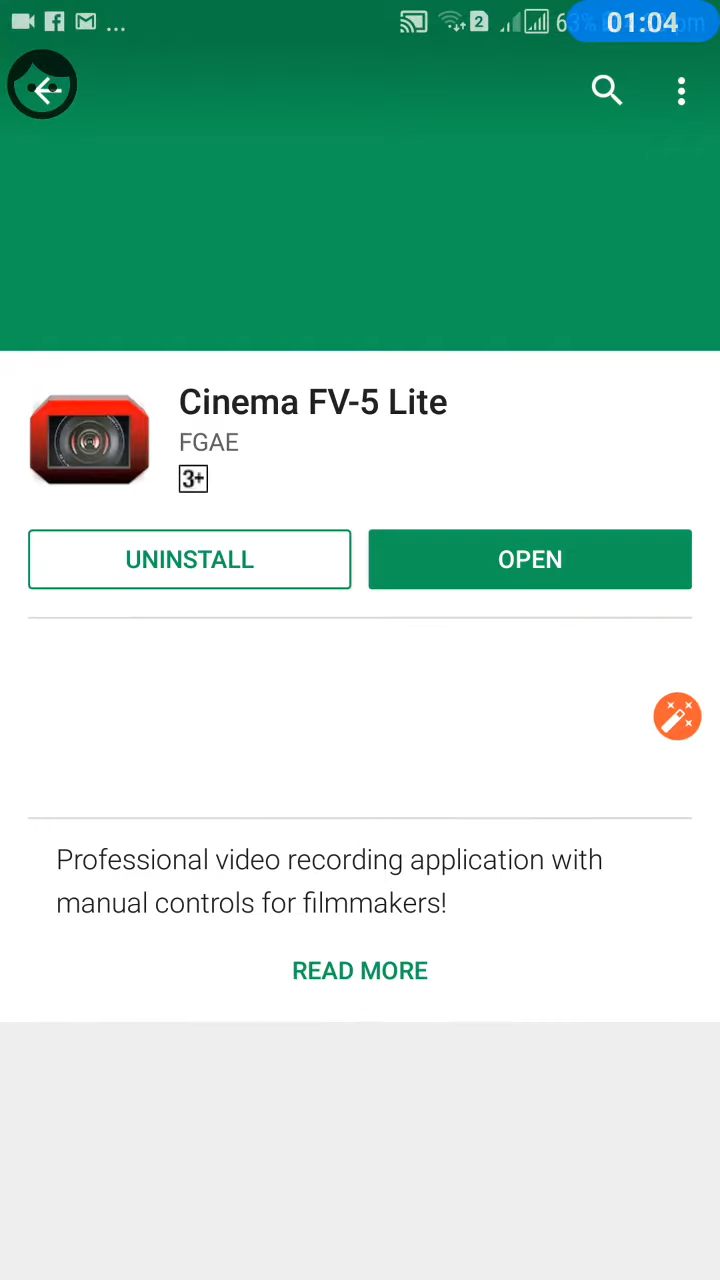 2
01:04
Cinema FV-5 Lite
FGAE
3+
UNINSTALL
OPEN
Professional video recording application with
manual controls for filmmakers!
READ MORE